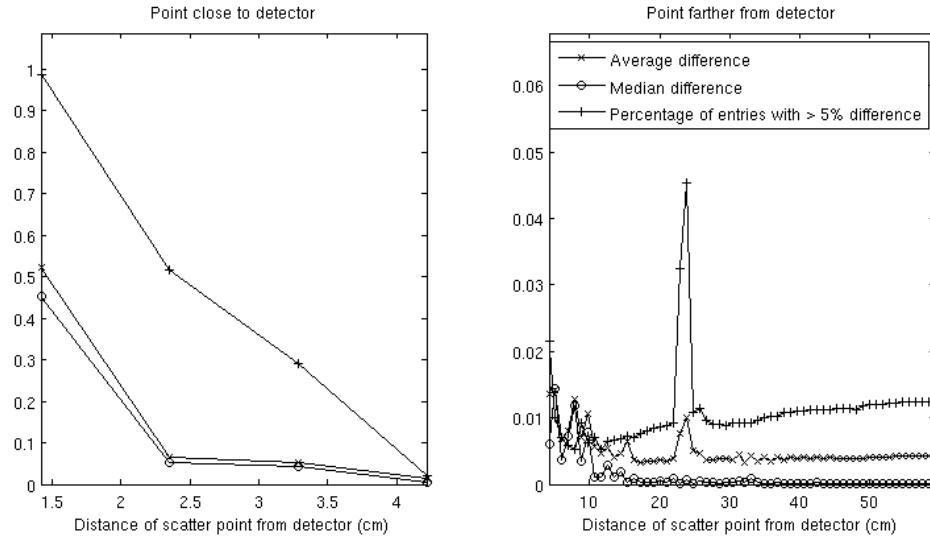 Point close to detector
1
0.9
0.8
0.7
0.6
0.5
0.4
0.3
0.2
0.1
0
1.5 2 2.5 3 3.5 4
Distance of scatter point from detector (cm)
Point farther from detector
Average difference
Median difference
Percentage of entries with > 5% difference
0.06
0.05
0.04
0.03
0.02
0.01
0
10 20 30 40 50
Distance of scatter point from detector (cm)